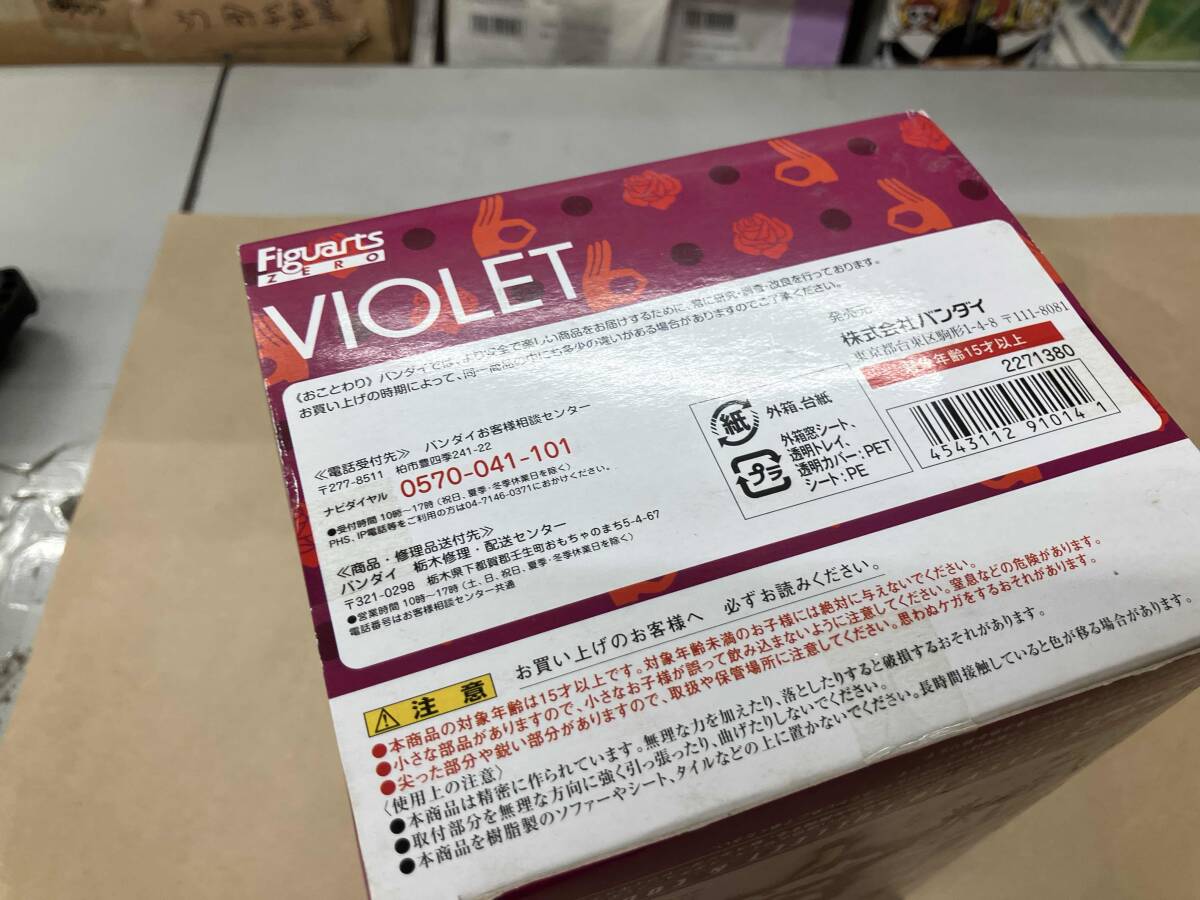 Figuarts
ZERO
VIOLET
《おことわり》バンダイでは、より安全で楽しい商品をお届けするために、常に研究・調査・改良を行っております。
お買い上げの時期によって、同一商品の中にも多少の違いがある場合がありますのでご了承ください。
発売元
株式会社バンダイ
東京都台東区駒形1-4-8 〒111-8081
対象年齢15才以上
2271380
4543112 91014 1
≪電話受付先≫ バンダイお客様相談センター
〒277-8511 柏市豊四季241-22
ナビダイヤル 0570-041-101
●受付時間 10時〜17時 (祝日、夏季・冬季休業日を除く)
PHS、IP電話等をご利用の方は04-7146-0371におかけください。
≪商品・修理品送付先≫
バンダイ 栃木修理・配送センター
〒321-0298 栃木県下都賀郡壬生町おもちゃのまち5-4-67
●営業時間 10時〜17時 (土、日、祝日、夏季・冬季休業日を除く)
電話番号はお客様相談センター共通
紙
外箱、台紙
プラ
外箱窓シート、
透明トレイ、
透明カバー:PET
シート:PE
注意 お買い上げのお客様へ 必ずお読みください。
●本商品の対象年齢は15才以上です。対象年齢未満のお子様には絶対に与えないでください。
●小さな部品がありますので、小さなお子様が誤って飲み込まないように注意してください。窒息などの危険があります。
●尖った部分や鋭い部分がありますので、取扱や保管場所に注意してください。思わぬケガをするおそれがあります。
〈使用上の注意〉
●本商品は精密に作られています。無理な力を加えたり、落としたりすると破損するおそれがあります。
●取付部分を無理な方向に強く引っ張ったり、曲げたりしないでください。
●本商品を樹脂製のソファーやシート、タイルなどの上に置かないでください。長時間接触していると色が移る場合があります。